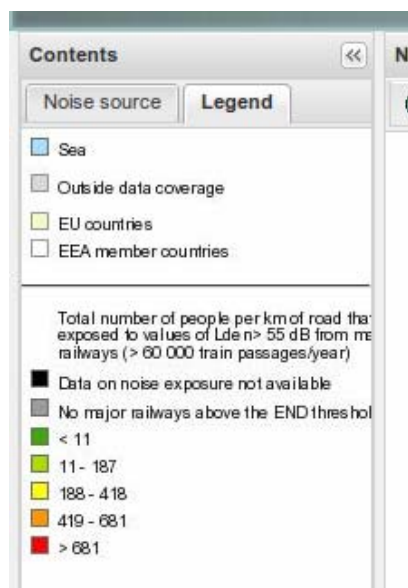 Contents
Noise source
Legend
Sea
Outside data coverage
EU countries
EEA member countries
Total number of people per km of road
exposed to values of Lden> 55 dB from
railways (> 60 000 train passages/year)
Data on noise exposure not available
No major railways above the END
< 11
11 - 187
188 - 418
419 - 681
> 681